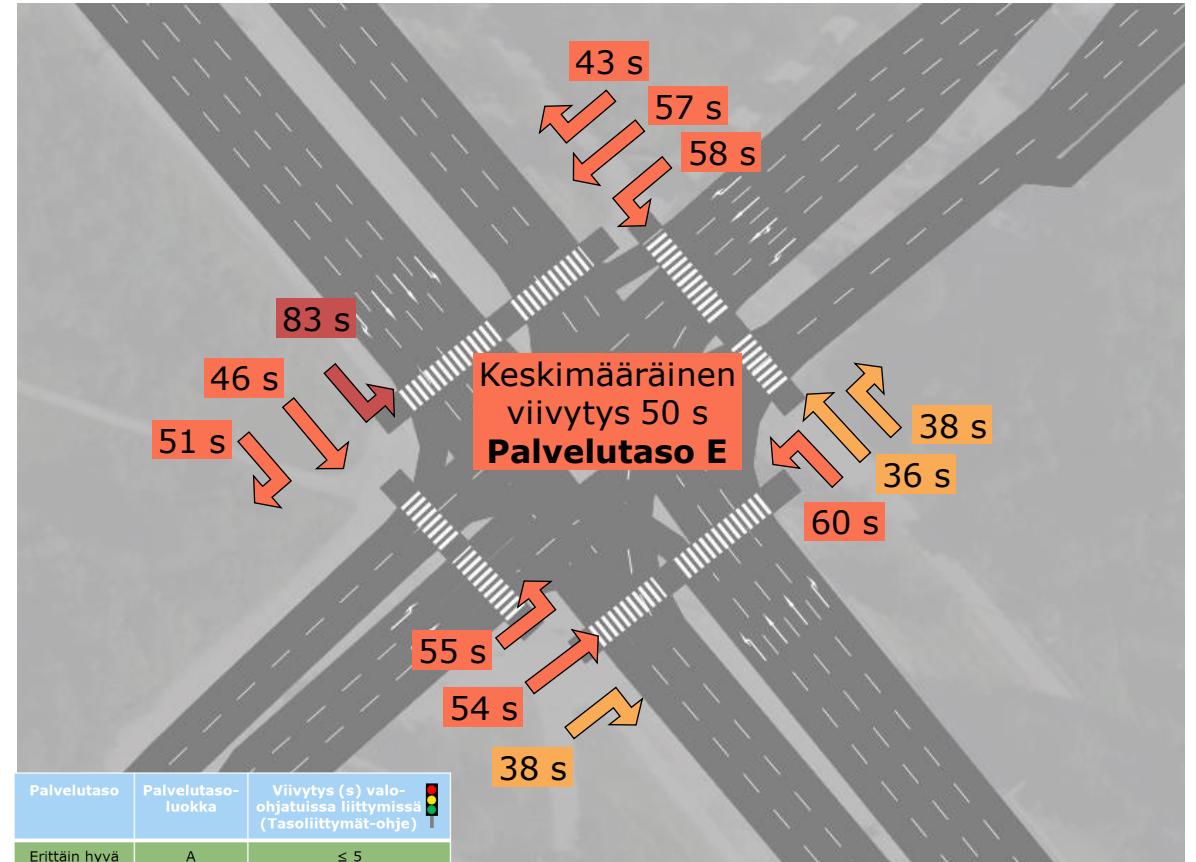 43 s
57 s
58 s
83 s
46 s
51 s
Keskimääräinen
viivytys 50 s
Palvelutaso E
38 s
36 s
60 s
55 s
54 s
38 s
Palvelutaso
Palvelutaso-
luokka
Viivytys (s) valo-
ohjatuissa liittymissä
(Tasoliittymät-ohje)
Erittäin hyvä
A
≤ 5